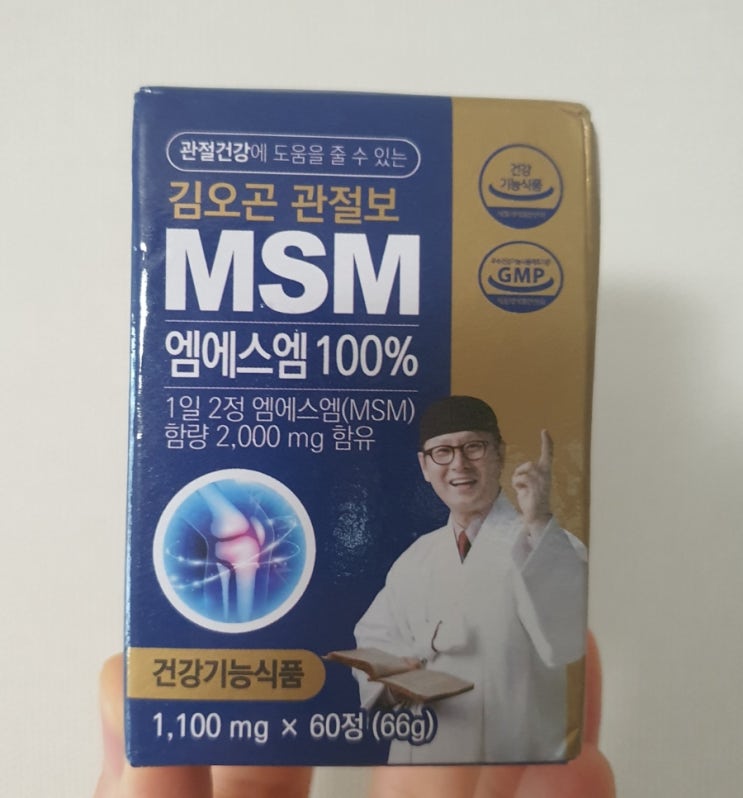 관절건강에 도움을 줄 수 있는
김오곤 관절보
MSM
엠에스엠 100%
1일 2정 엠에스엠(MSM)
함량 2,000 mg 함유
건강기능식품
1,100 mg × 60정 (66g)
건강
기능식품
GMP